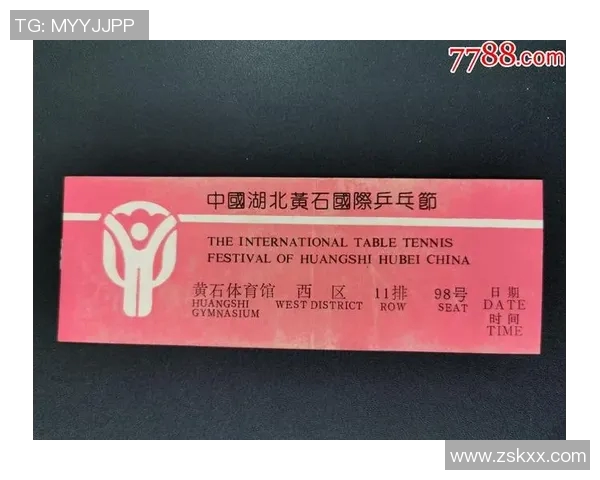 TG: MYYJJPP
7788.com
中國湖北黃石國際乒乓節
THE INTERNATIONAL TABLE TENNIS
FESTIVAL OF HUANGSHI HUBEI CHINA
黄石体育馆 西区 11排 98号 日期
HUANGSHI WEST DISTRICT ROW SEAT DATE
GYMNASIUM 时间
TIME
www.zskxx.com